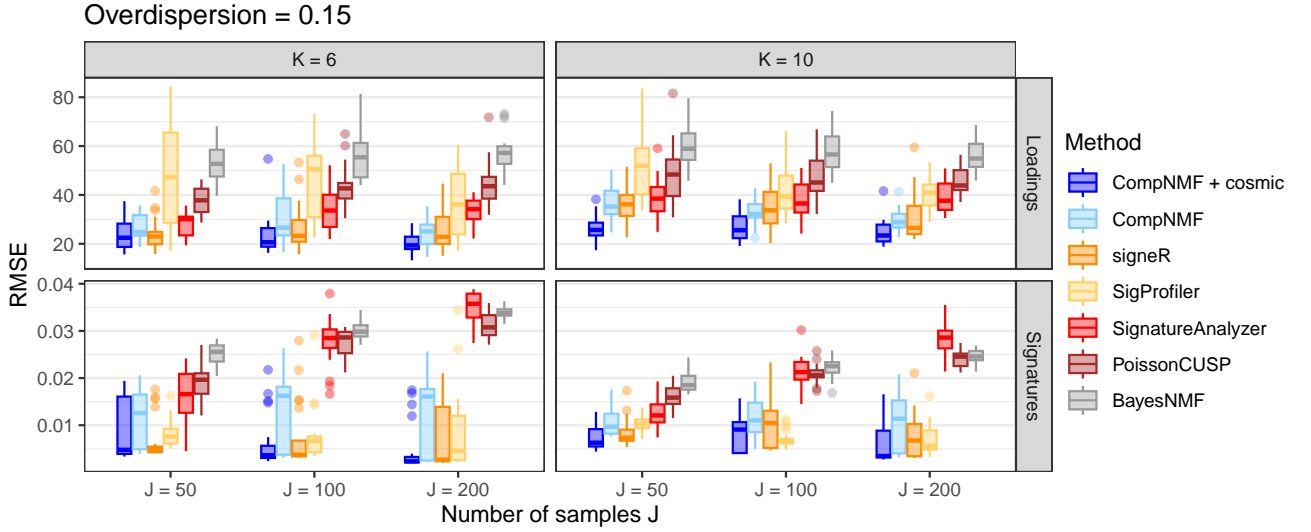 Overdispersion = 0.15
K = 6
K = 10
Loadings
Signatures
RMSE
80
60
40
20
0.04
0.03
0.02
0.01
J = 50
J = 100
J = 200
J = 50
J = 100
J = 200
Number of samples J
Method
CompNMF + cosmic
CompNMF
signeR
SigProfiler
SignatureAnalyzer
PoissonCUSP
BayesNMF